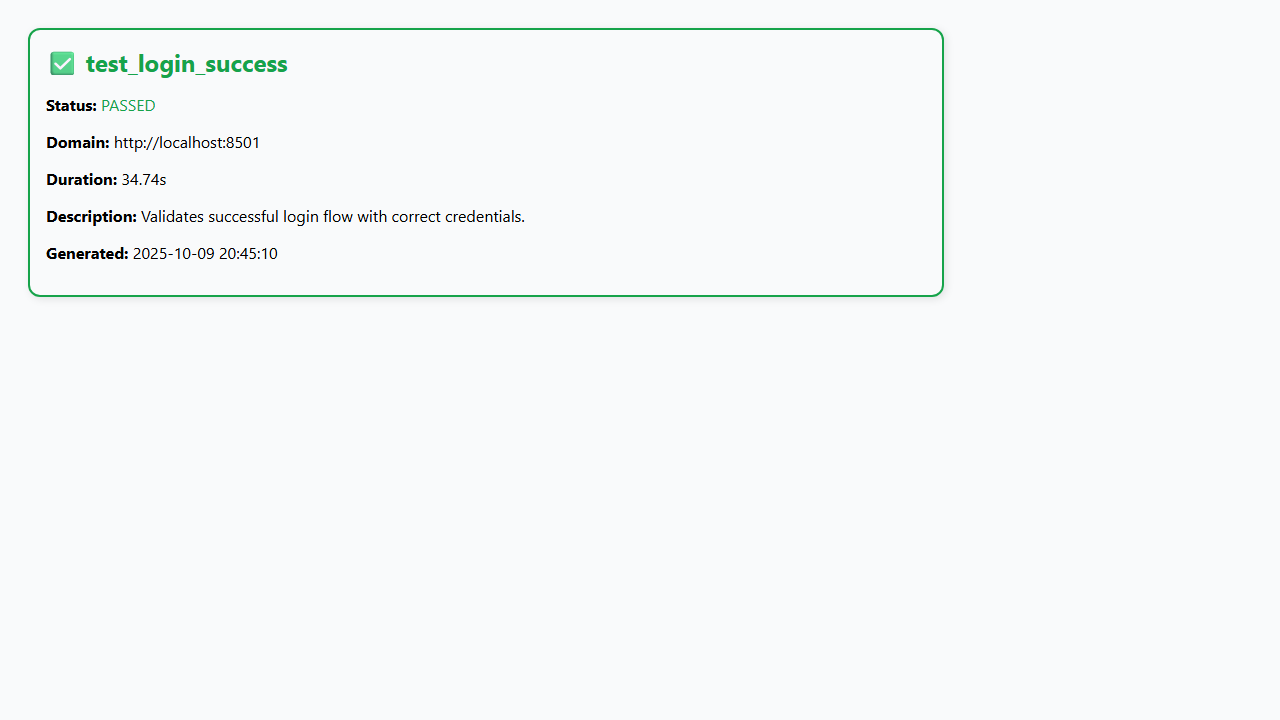 ✅ test_login_success
Status: PASSED
Domain: http://localhost:8501
Duration: 34.74s
Description: Validates successful login flow with correct credentials.
Generated: 2025-10-09 20:45:10